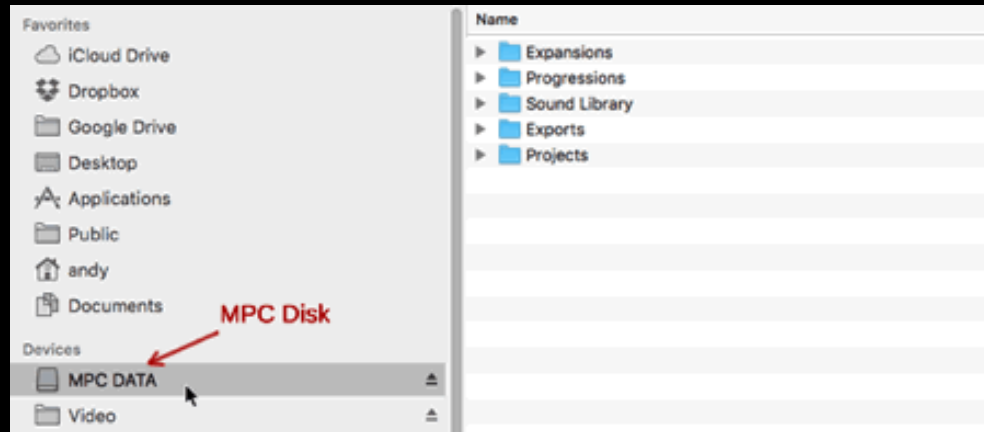 Favorites
iCloud Drive
Dropbox
Google Drive
Desktop
Applications
Public
andy
Documents
MPC Disk
Devices
MPC DATA
Video
Name
Expansions
Progressions
Sound Library
Exports
Projects